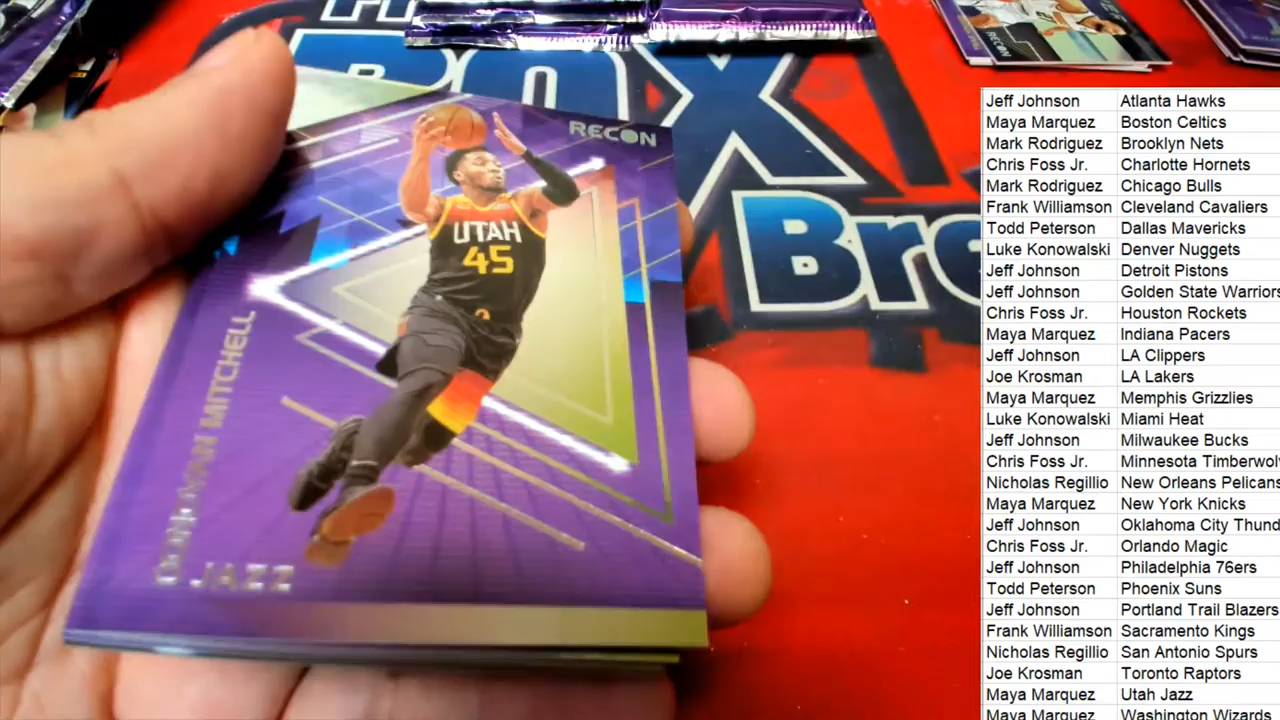 RECON
UTAH
45
DONOVAN MITCHELL
JAZZ
BOX
Bre
RECON
Jeff Johnson Atlanta Hawks
Maya Marquez Boston Celtics
Mark Rodriguez Brooklyn Nets
Chris Foss Jr. Charlotte Hornets
Mark Rodriguez Chicago Bulls
Frank Williamson Cleveland Cavaliers
Todd Peterson Dallas Mavericks
Luke Konowalski Denver Nuggets
Jeff Johnson Detroit Pistons
Jeff Johnson Golden State Warriors
Chris Foss Jr. Houston Rockets
Maya Marquez Indiana Pacers
Jeff Johnson LA Clippers
Joe Krosman LA Lakers
Maya Marquez Memphis Grizzlies
Luke Konowalski Miami Heat
Jeff Johnson Milwaukee Bucks
Chris Foss Jr. Minnesota Timberwol
Nicholas Regillio New Orleans Pelicans
Maya Marquez New York Knicks
Jeff Johnson Oklahoma City Thund
Chris Foss Jr. Orlando Magic
Jeff Johnson Philadelphia 76ers
Todd Peterson Phoenix Suns
Jeff Johnson Portland Trail Blazers
Frank Williamson Sacramento Kings
Nicholas Regillio San Antonio Spurs
Joe Krosman Toronto Raptors
Maya Marquez Utah Jazz
Maya Marquez Washington Wizards